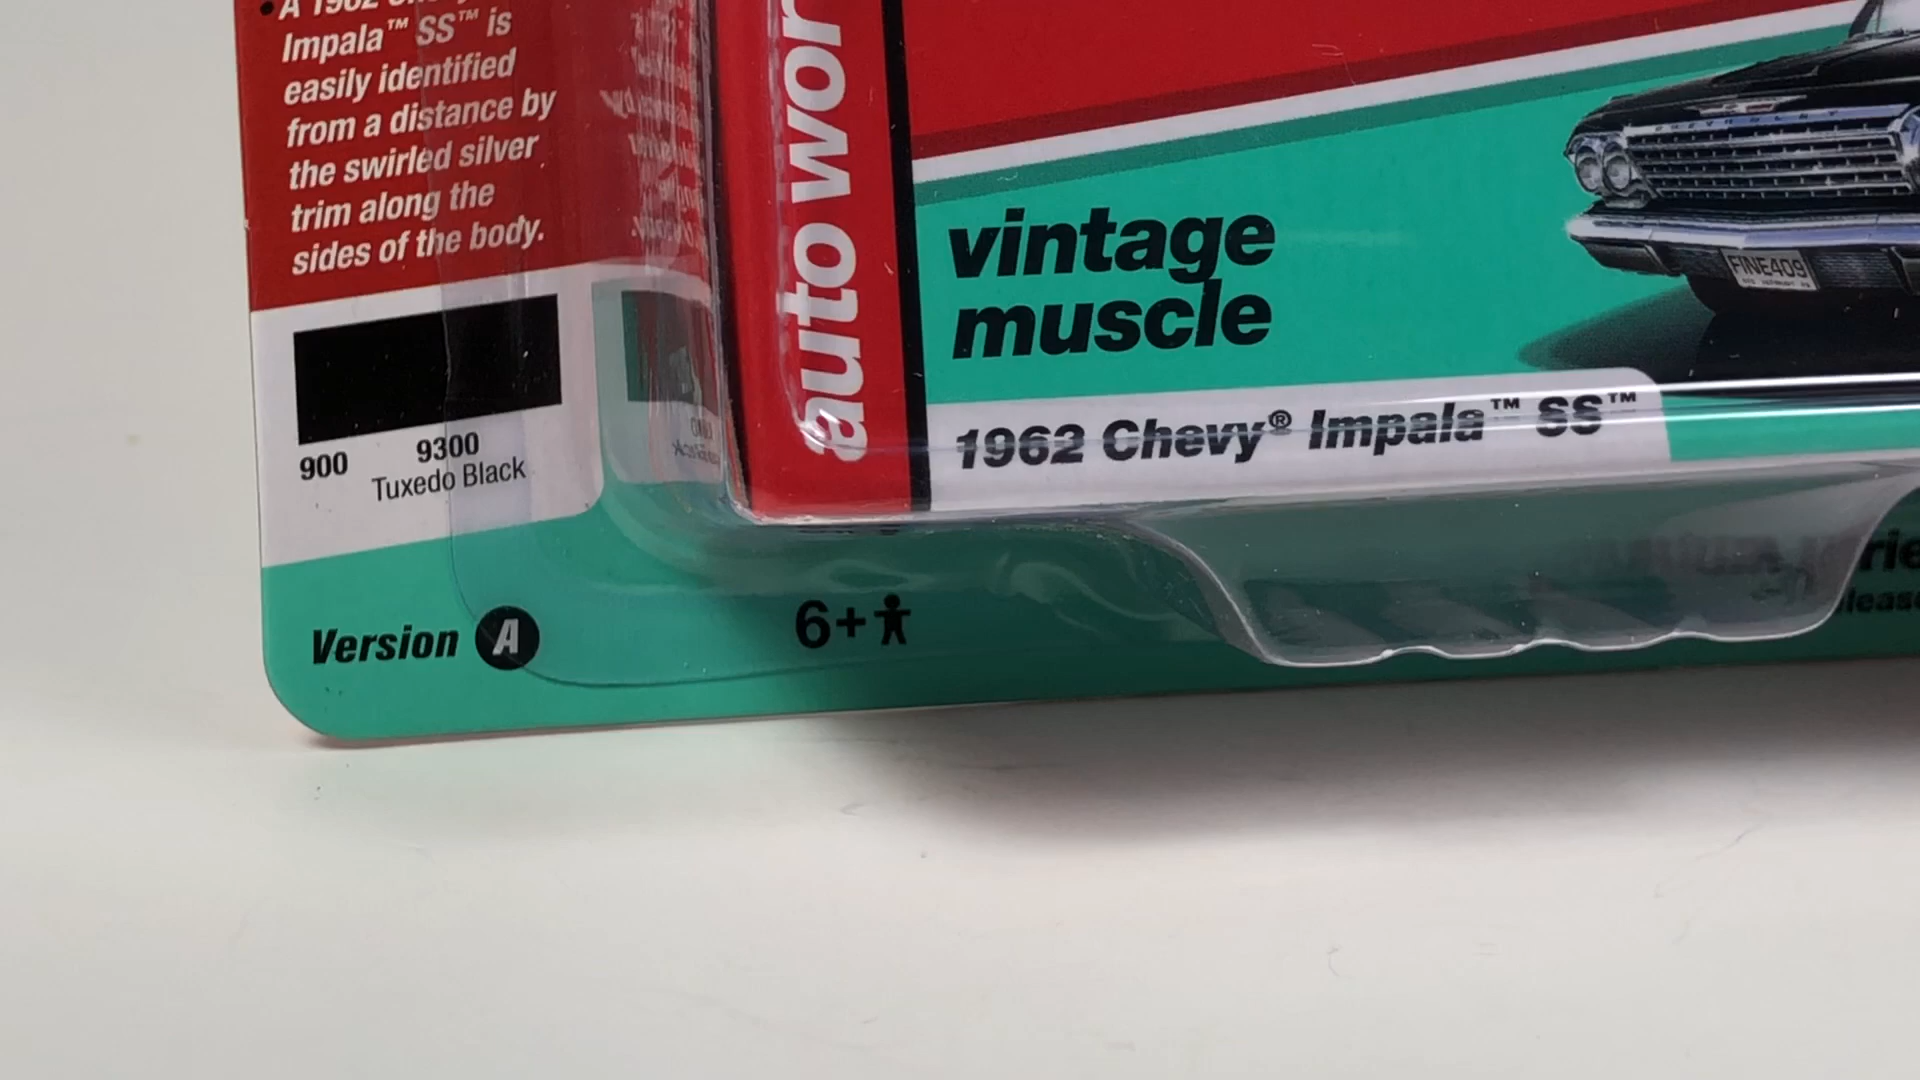 • A 1962
Impala™ SS™ is
easily identified
from a distance by
the swirled silver
trim along the
sides of the body.
900
9300
Tuxedo Black
Version A
auto wor
vintage
muscle
1962 Chevy® Impala™ SS™
6+
CHEVROLET
FINE409